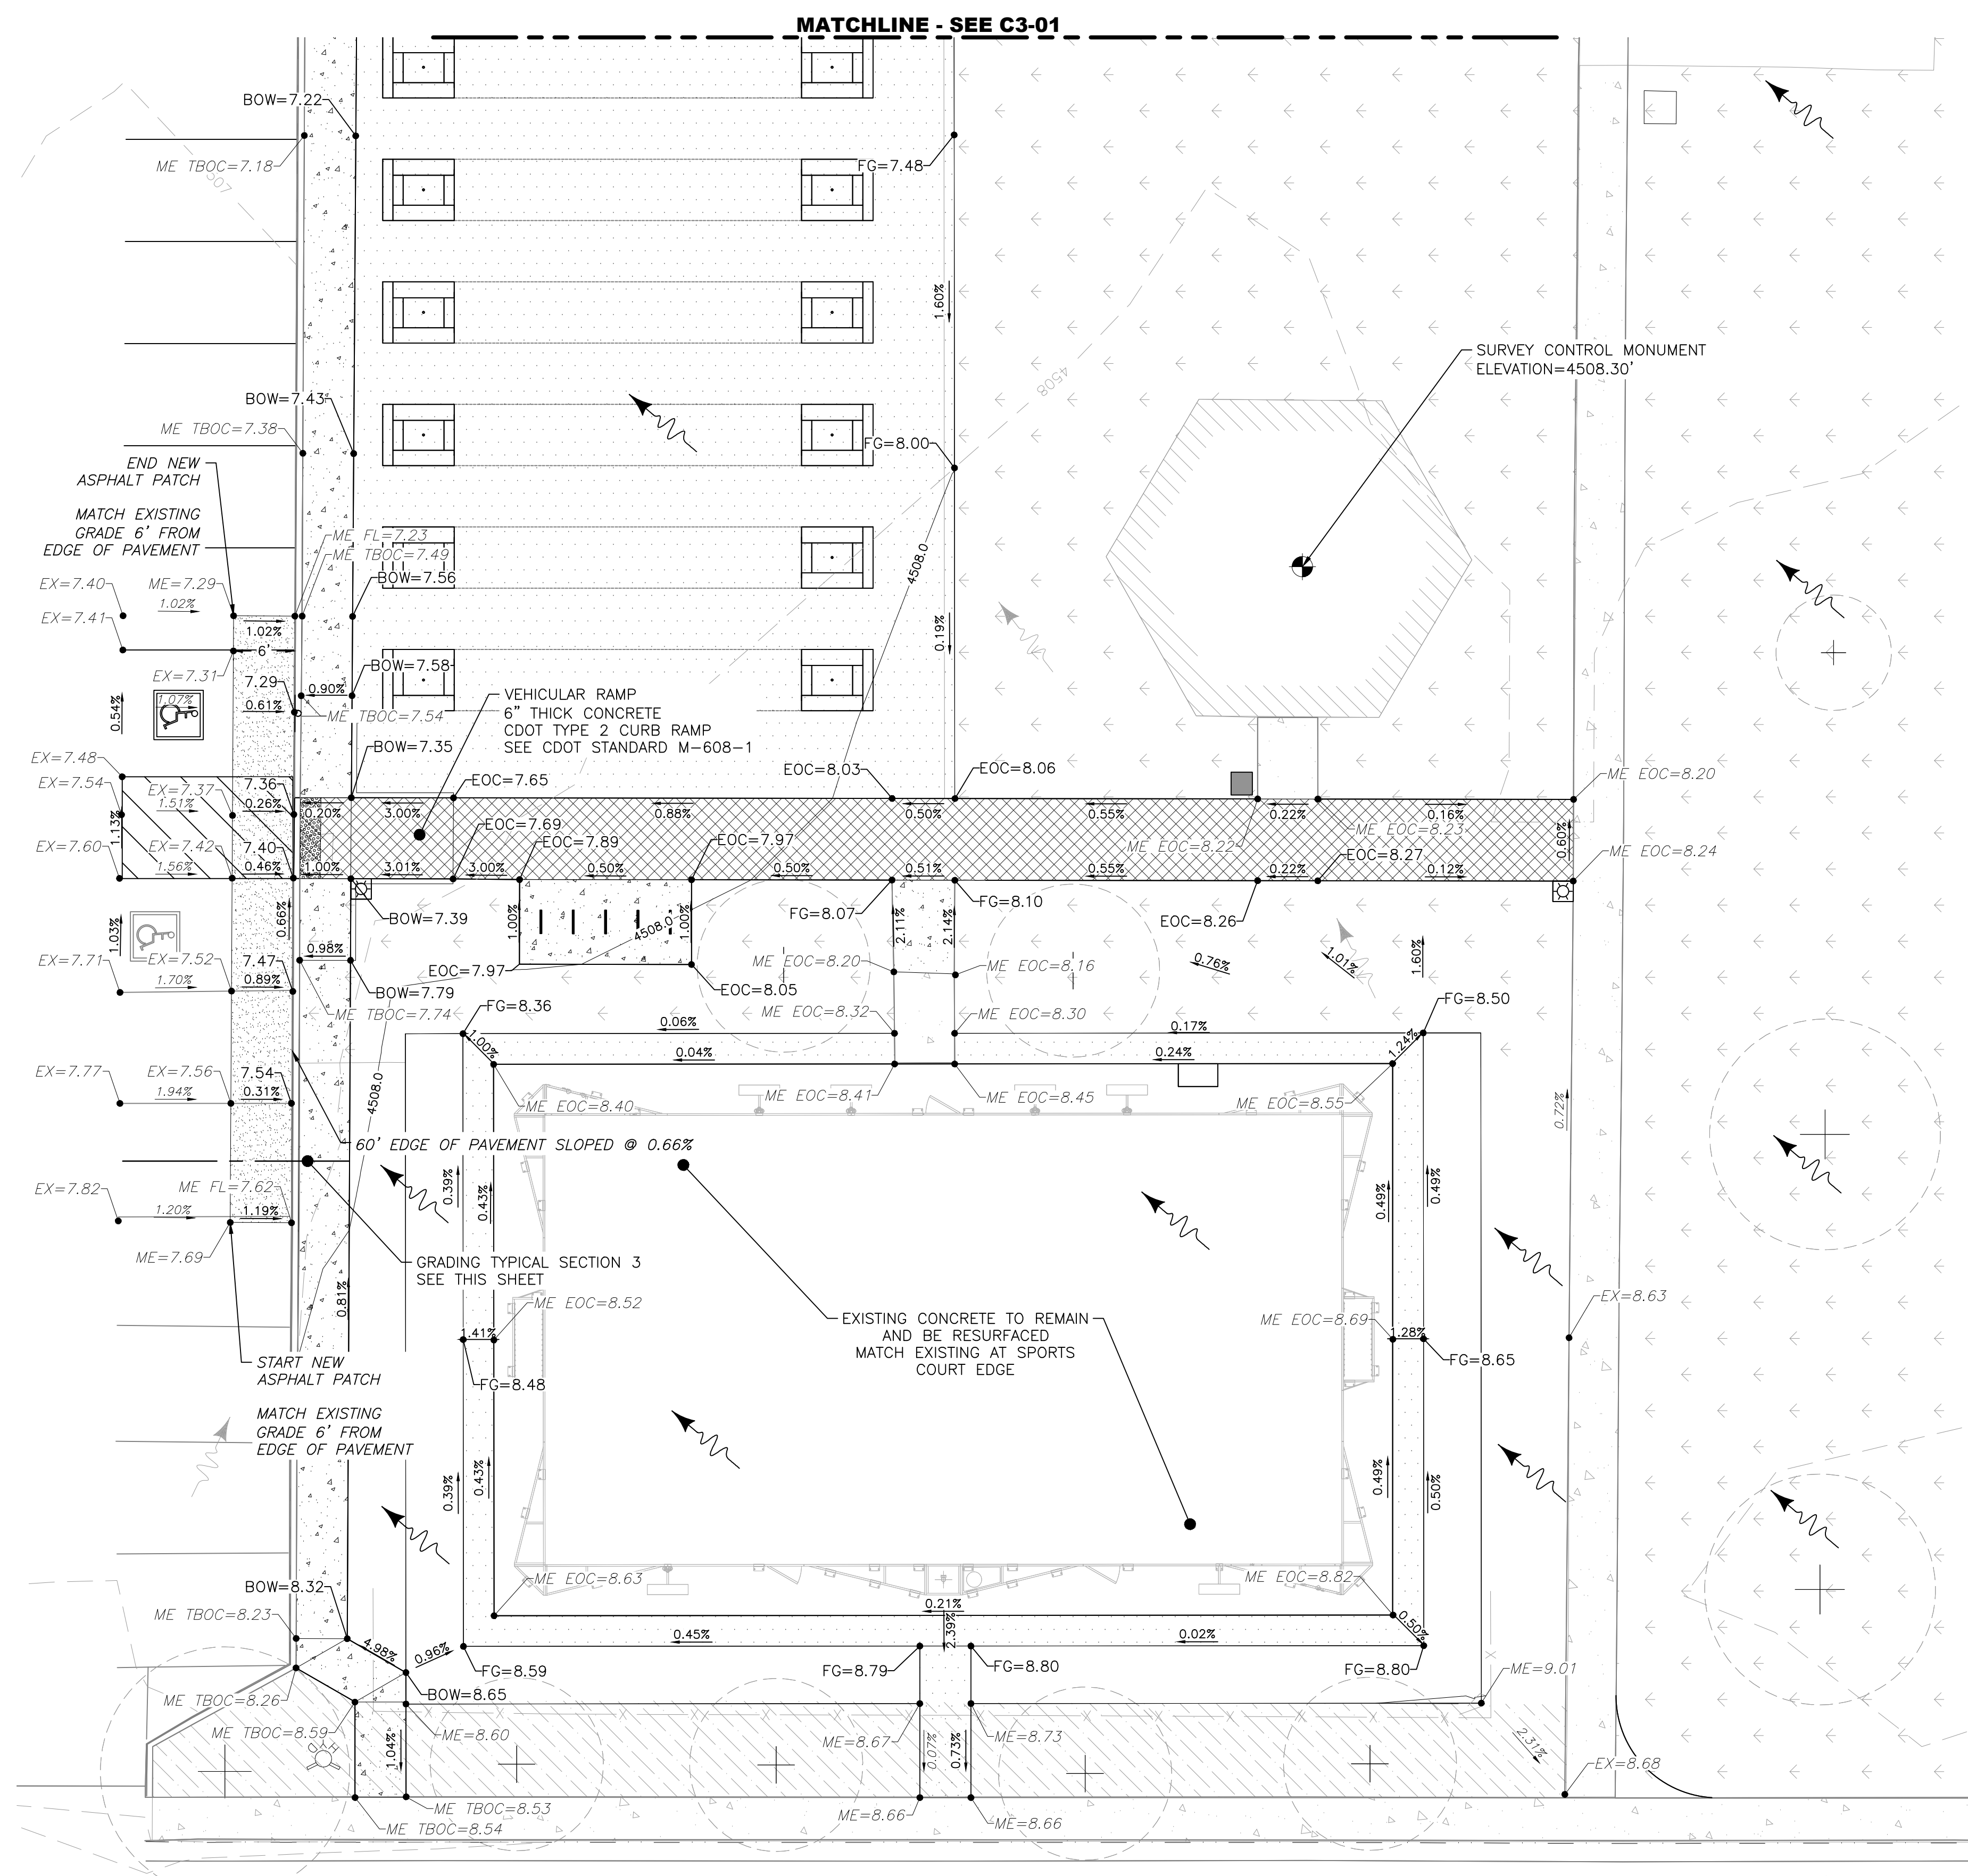 MATCHLINE - SEE C3-01
BOW=7.22
ME TBOC=7.18
507
FG=7.48
1.60%
SURVEY CONTROL MONUMENT
ELEVATION=4508.30'
4508
BOW=7.43
ME TBOC=7.38
FG=8.00
END NEW
ASPHALT PATCH
MATCH EXISTING
GRADE 6' FROM
EDGE OF PAVEMENT
ME FL=7.23
ME TBOC=7.49
BOW=7.56
4508.0
EX=7.40
ME=7.29
1.02%
EX=7.41
1.02%
6'
0.19%
EX=7.31
BOW=7.58
7.29
0.90%
0.54%
1.07%
0.61%
ME TBOC=7.54
VEHICULAR RAMP
6" THICK CONCRETE
CDOT TYPE 2 CURB RAMP
SEE CDOT STANDARD M-608-1
BOW=7.35
EX=7.48
EOC=7.65
EOC=8.03
EOC=8.06
ME EOC=8.20
EX=7.54
EX=7.37
7.36
1.51%
0.26%
0.20%
3.00%
0.88%
0.50%
0.55%
0.22%
0.16%
1.13%
EOC=7.69
EOC=7.89
EOC=7.97
ME EOC=8.23
ME EOC=8.22
0.60%
EX=7.60
EX=7.42
7.40
EOC=8.27
ME EOC=8.24
1.56%
0.46%
1.00%
3.01%
3.00%
0.50%
0.50%
0.51%
0.55%
0.22%
0.12%
BOW=7.39
FG=8.07
FG=8.10
EOC=8.26
1.03%
0.66%
1.00%
4508.0
1.00%
2.11%
2.14%
0.98%
EX=7.71
EX=7.52
7.47
EOC=7.97
ME EOC=8.20
ME EOC=8.16
0.76%
1.01%
1.60%
1.70%
0.89%
BOW=7.79
EOC=8.05
ME TBOC=7.74
FG=8.36
ME EOC=8.32
ME EOC=8.30
FG=8.50
0.06%
0.17%
1.00%
0.04%
0.24%
1.24%
EX=7.77
EX=7.56
7.54
1.94%
0.31%
4508.0
ME EOC=8.40
ME EOC=8.41
ME EOC=8.45
ME EOC=8.55
0.72%
60' EDGE OF PAVEMENT SLOPED @ 0.66%
0.39%
0.43%
0.49%
0.49%
EX=7.82
ME FL=7.62
1.20%
1.19%
ME=7.69
GRADING TYPICAL SECTION 3
SEE THIS SHEET
0.81%
ME EOC=8.52
EX=8.63
1.41%
EXISTING CONCRETE TO REMAIN
AND BE RESURFACED
MATCH EXISTING AT SPORTS
COURT EDGE
ME EOC=8.69
1.28%
FG=8.65
START NEW
ASPHALT PATCH
FG=8.48
MATCH EXISTING
GRADE 6' FROM
EDGE OF PAVEMENT
0.39%
0.43%
0.49%
0.50%
BOW=8.32
ME EOC=8.63
ME EOC=8.82
ME TBOC=8.23
0.21%
4.98%
0.96%
0.45%
2.39%
0.02%
0.50%
FG=8.59
FG=8.79
FG=8.80
FG=8.80
ME=9.01
BOW=8.65
ME TBOC=8.26
ME TBOC=8.59
ME=8.60
ME=8.67
ME=8.73
HYD
1.04%
0.07%
0.73%
2.31%
EX=8.68
ME TBOC=8.53
ME=8.66
ME=8.66
ME TBOC=8.54